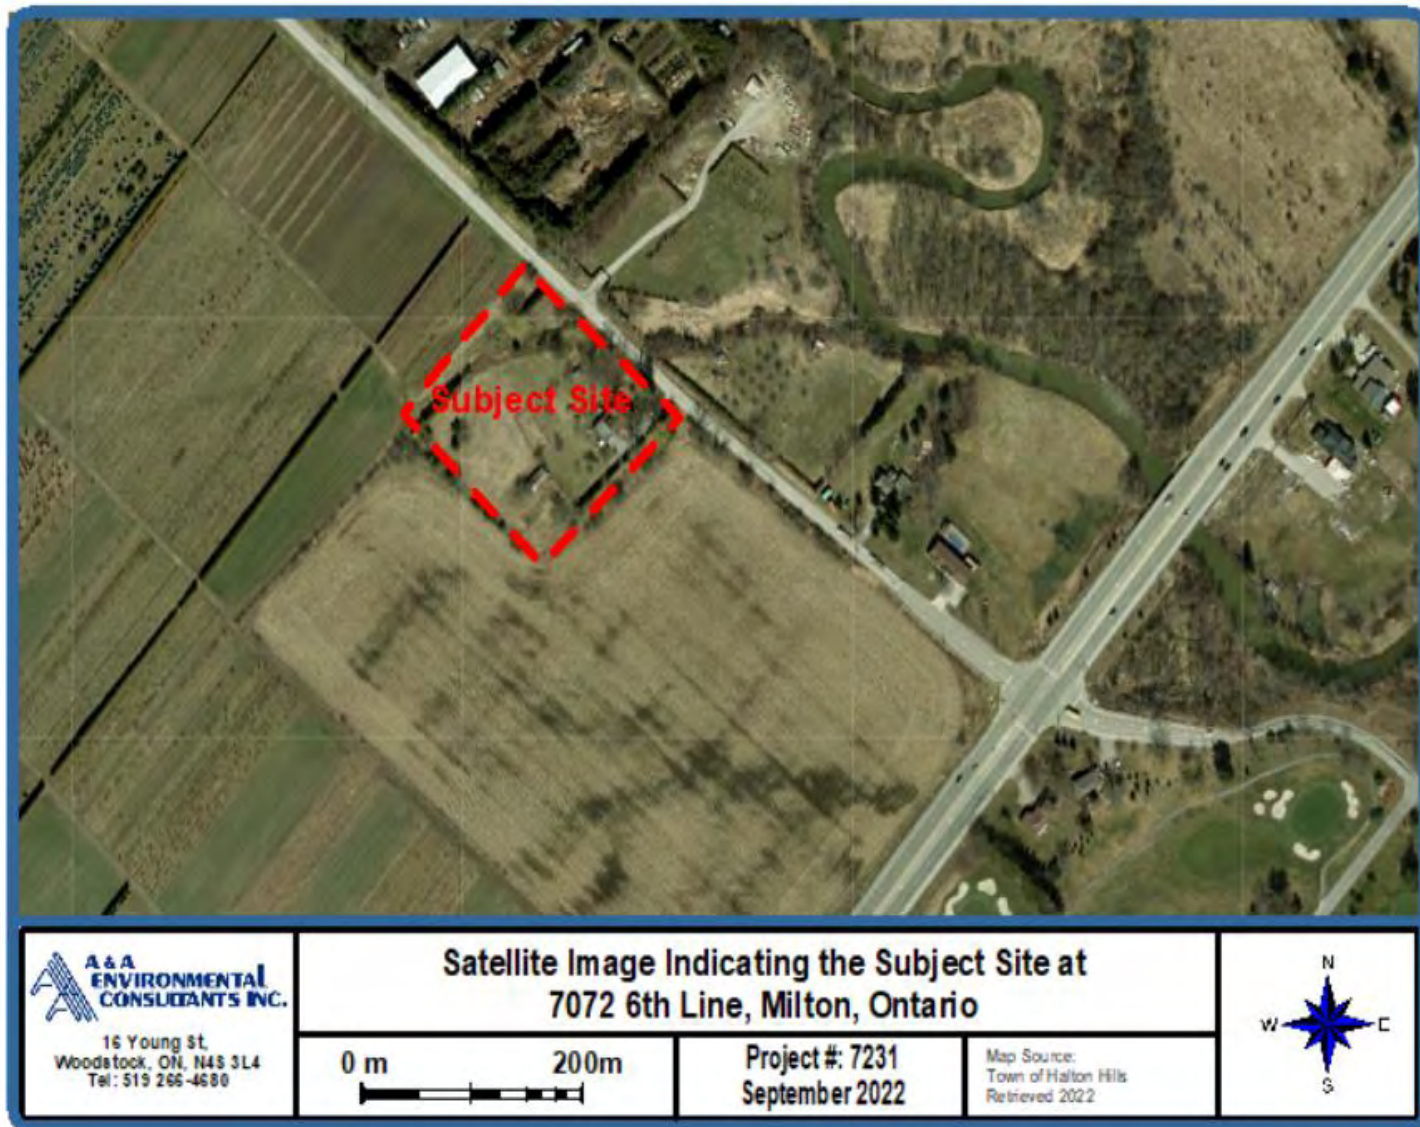 Subject Site
A & A
ENVIRONMENTAL
CONSULTANTS INC.
16 Young St,
Woodstock, ON, N4S 3L4
Tel: 519 266-4680
Satellite Image Indicating the Subject Site at
7072 6th Line, Milton, Ontario
0 m 200m
Project #: 7231
September 2022
Map Source:
Town of Halton Hills
Retrieved 2022
N
W E
S